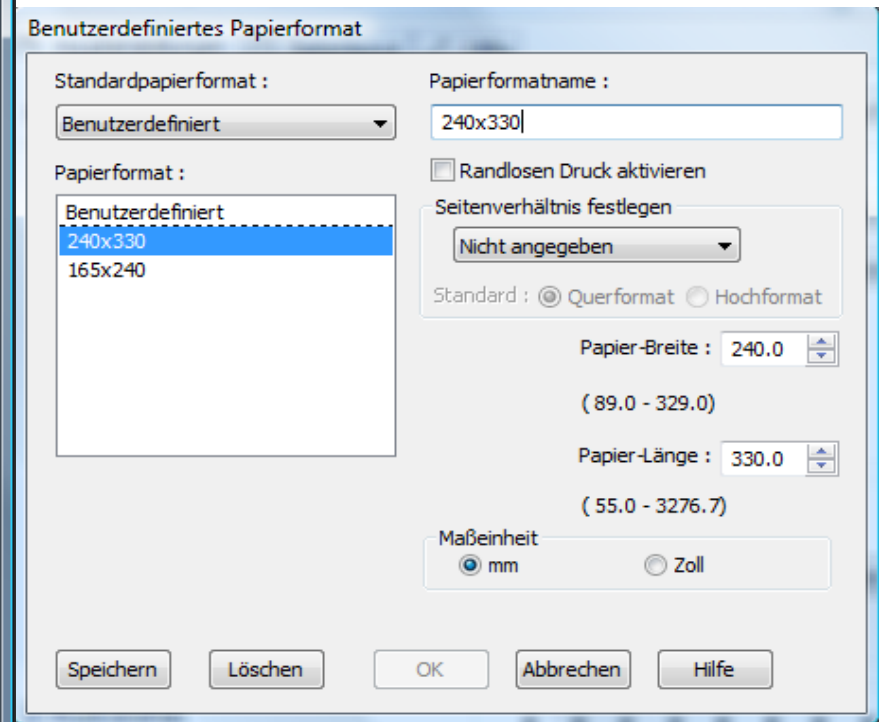 Benutzerdefiniertes Papierformat
Standardpapierformat :
Benutzerdefiniert
Papierformat :
Benutzerdefiniert
240x330
165x240
Papierformatname :
240x330
Randlosen Druck aktivieren
Seitenverhältnis festlegen
Nicht angegeben
Standard : Querformat Hochformat
Papier-Breite : 240.0
( 89.0 - 329.0)
Papier-Länge : 330.0
( 55.0 - 3276.7)
Maßeinheit
mm Zoll
Speichern Löschen OK Abbrechen Hilfe